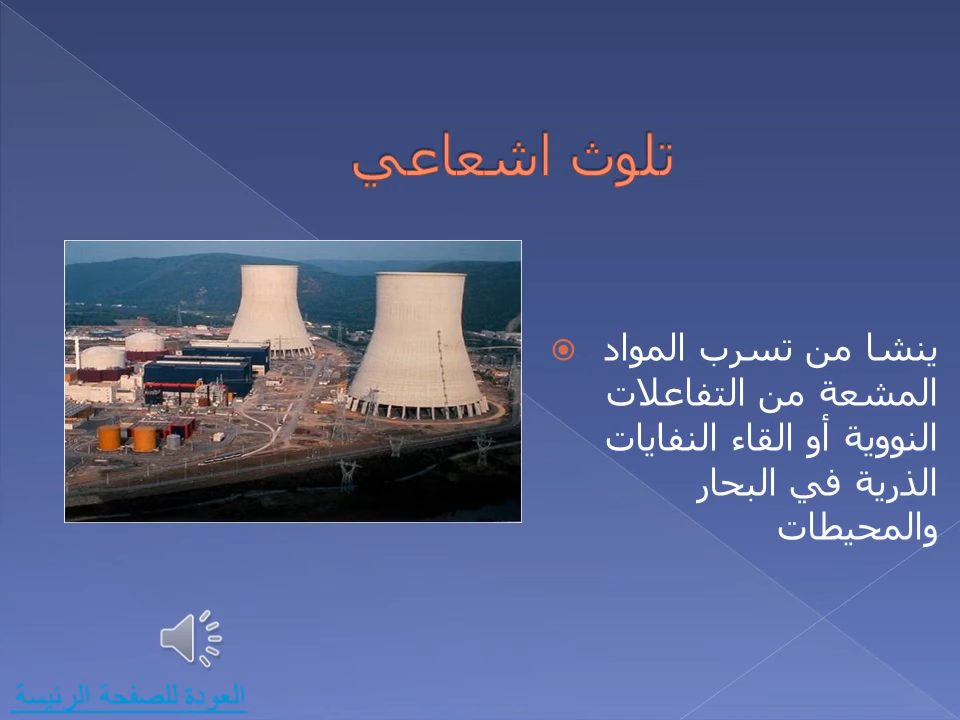 تلوث اشعاعي
ينشا من تسرب المواد
المشعة من التفاعلات
النووية أو القاء النفايات
الذرية في البحار
والمحيطات
العودة للصفحة الرئيسة